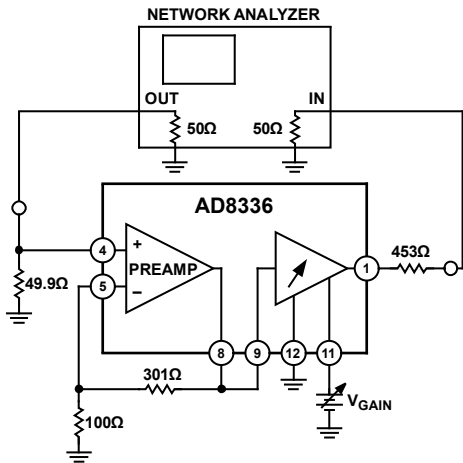 NETWORK ANALYZER
OUT
IN
50Ω
50Ω
AD8336
4
+
PREAMP
5
–
1
453Ω
49.9Ω
8
9
12
11
301Ω
100Ω
VGAIN